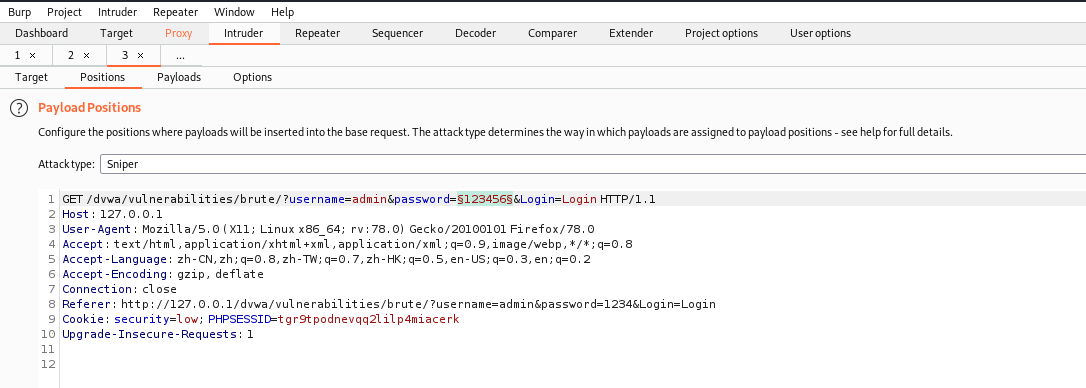 Burp Project Intruder Repeater Window Help
Dashboard Target Proxy Intruder Repeater Sequencer Decoder Comparer Extender Project options User options
1 × 2 × 3 × ...
Target Positions Payloads Options
? Payload Positions
Configure the positions where payloads will be inserted into the base request. The attack type determines the way in which payloads are assigned to payload positions - see help for full details.
Attack type: Sniper
1 GET /dvwa/vulnerabilities/brute/?username=admin&password=§123456§&Login=Login HTTP/1.1
2 Host: 127.0.0.1
3 User-Agent: Mozilla/5.0 (X11; Linux x86_64; rv:78.0) Gecko/20100101 Firefox/78.0
4 Accept: text/html,application/xhtml+xml,application/xml;q=0.9,image/webp,*/*;q=0.8
5 Accept-Language: zh-CN,zh;q=0.8,zh-TW;q=0.7,zh-HK;q=0.5,en-US;q=0.3,en;q=0.2
6 Accept-Encoding: gzip, deflate
7 Connection: close
8 Referer: http://127.0.0.1/dvwa/vulnerabilities/brute/?username=admin&password=1234&Login=Login
9 Cookie: security=low; PHPSESSID=tgr9tpodnevqq2lilp4miacerk
10 Upgrade-Insecure-Requests: 1
11
12